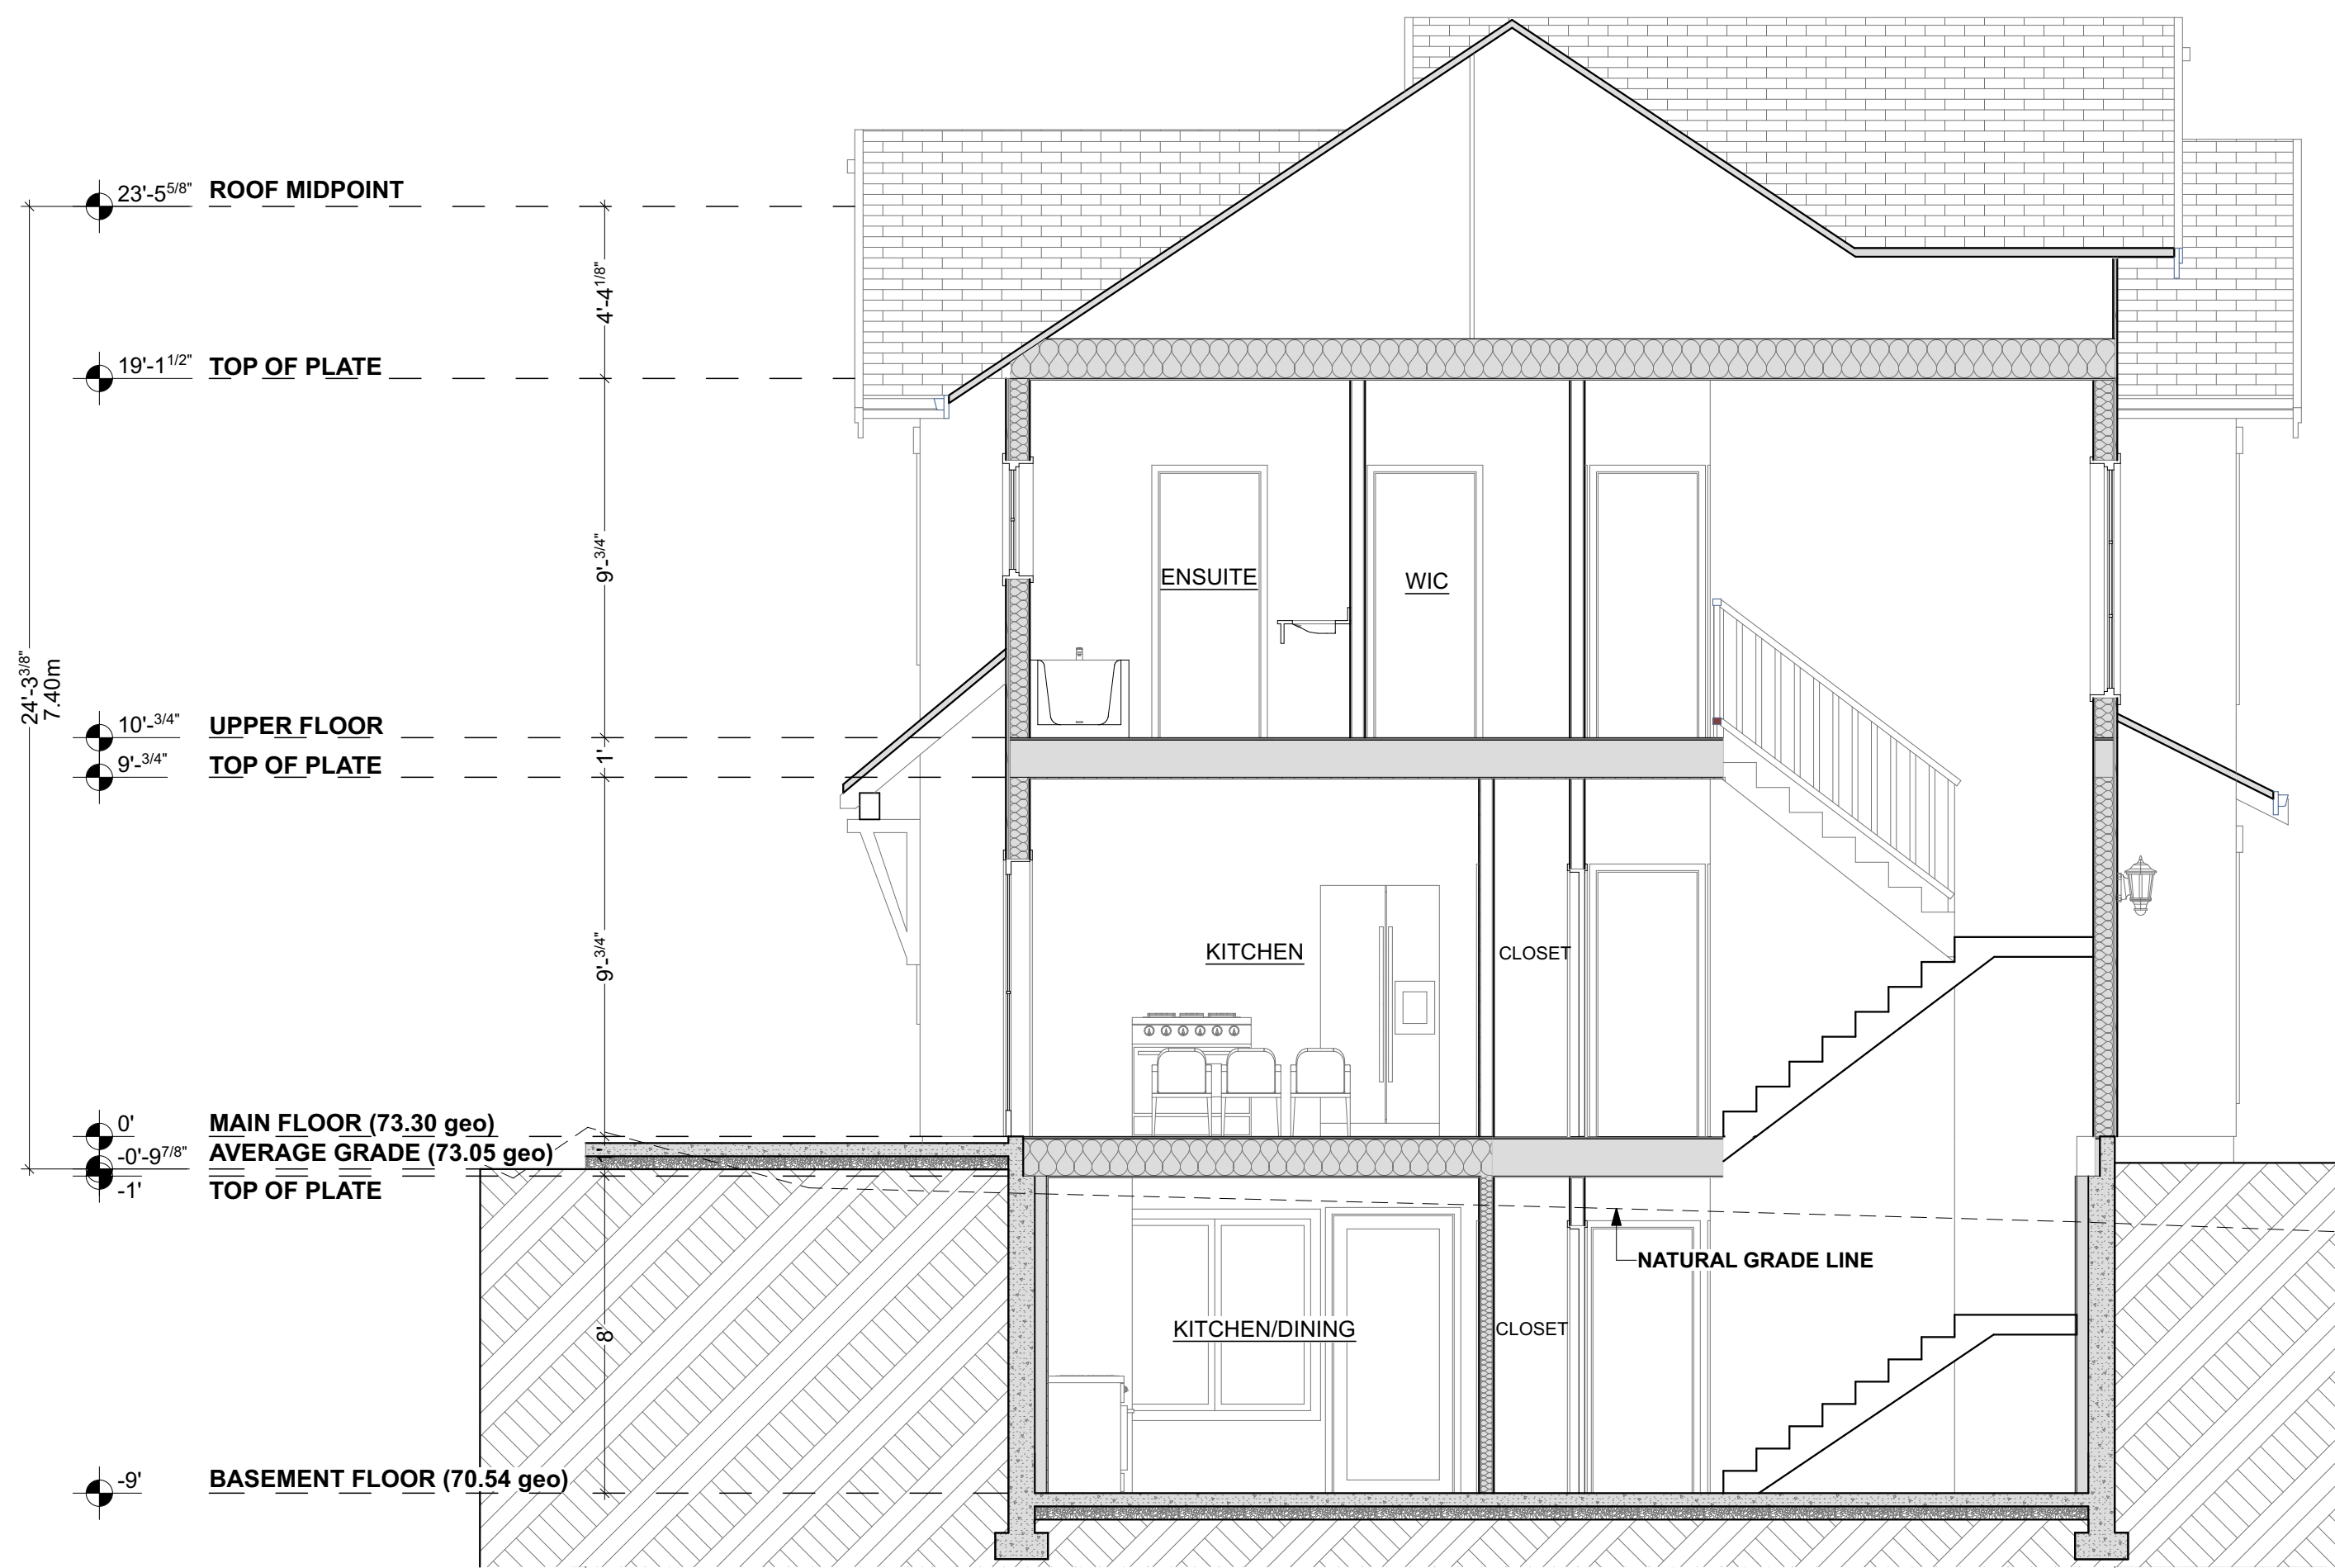 23'-5 5/8" ROOF MIDPOINT
4'-4 1/8"
19'-1 1/2" TOP OF PLATE
9'-3/4"
ENSUITE
WIC
24'-3 3/8"
7.40m
10'-3/4" UPPER FLOOR
1'
9'-3/4" TOP OF PLATE
9'-3/4"
KITCHEN
CLOSET
0' MAIN FLOOR (73.30 geo)
-0'-9 7/8" AVERAGE GRADE (73.05 geo)
-1' TOP OF PLATE
NATURAL GRADE LINE
8'
KITCHEN/DINING
CLOSET
-9' BASEMENT FLOOR (70.54 geo)